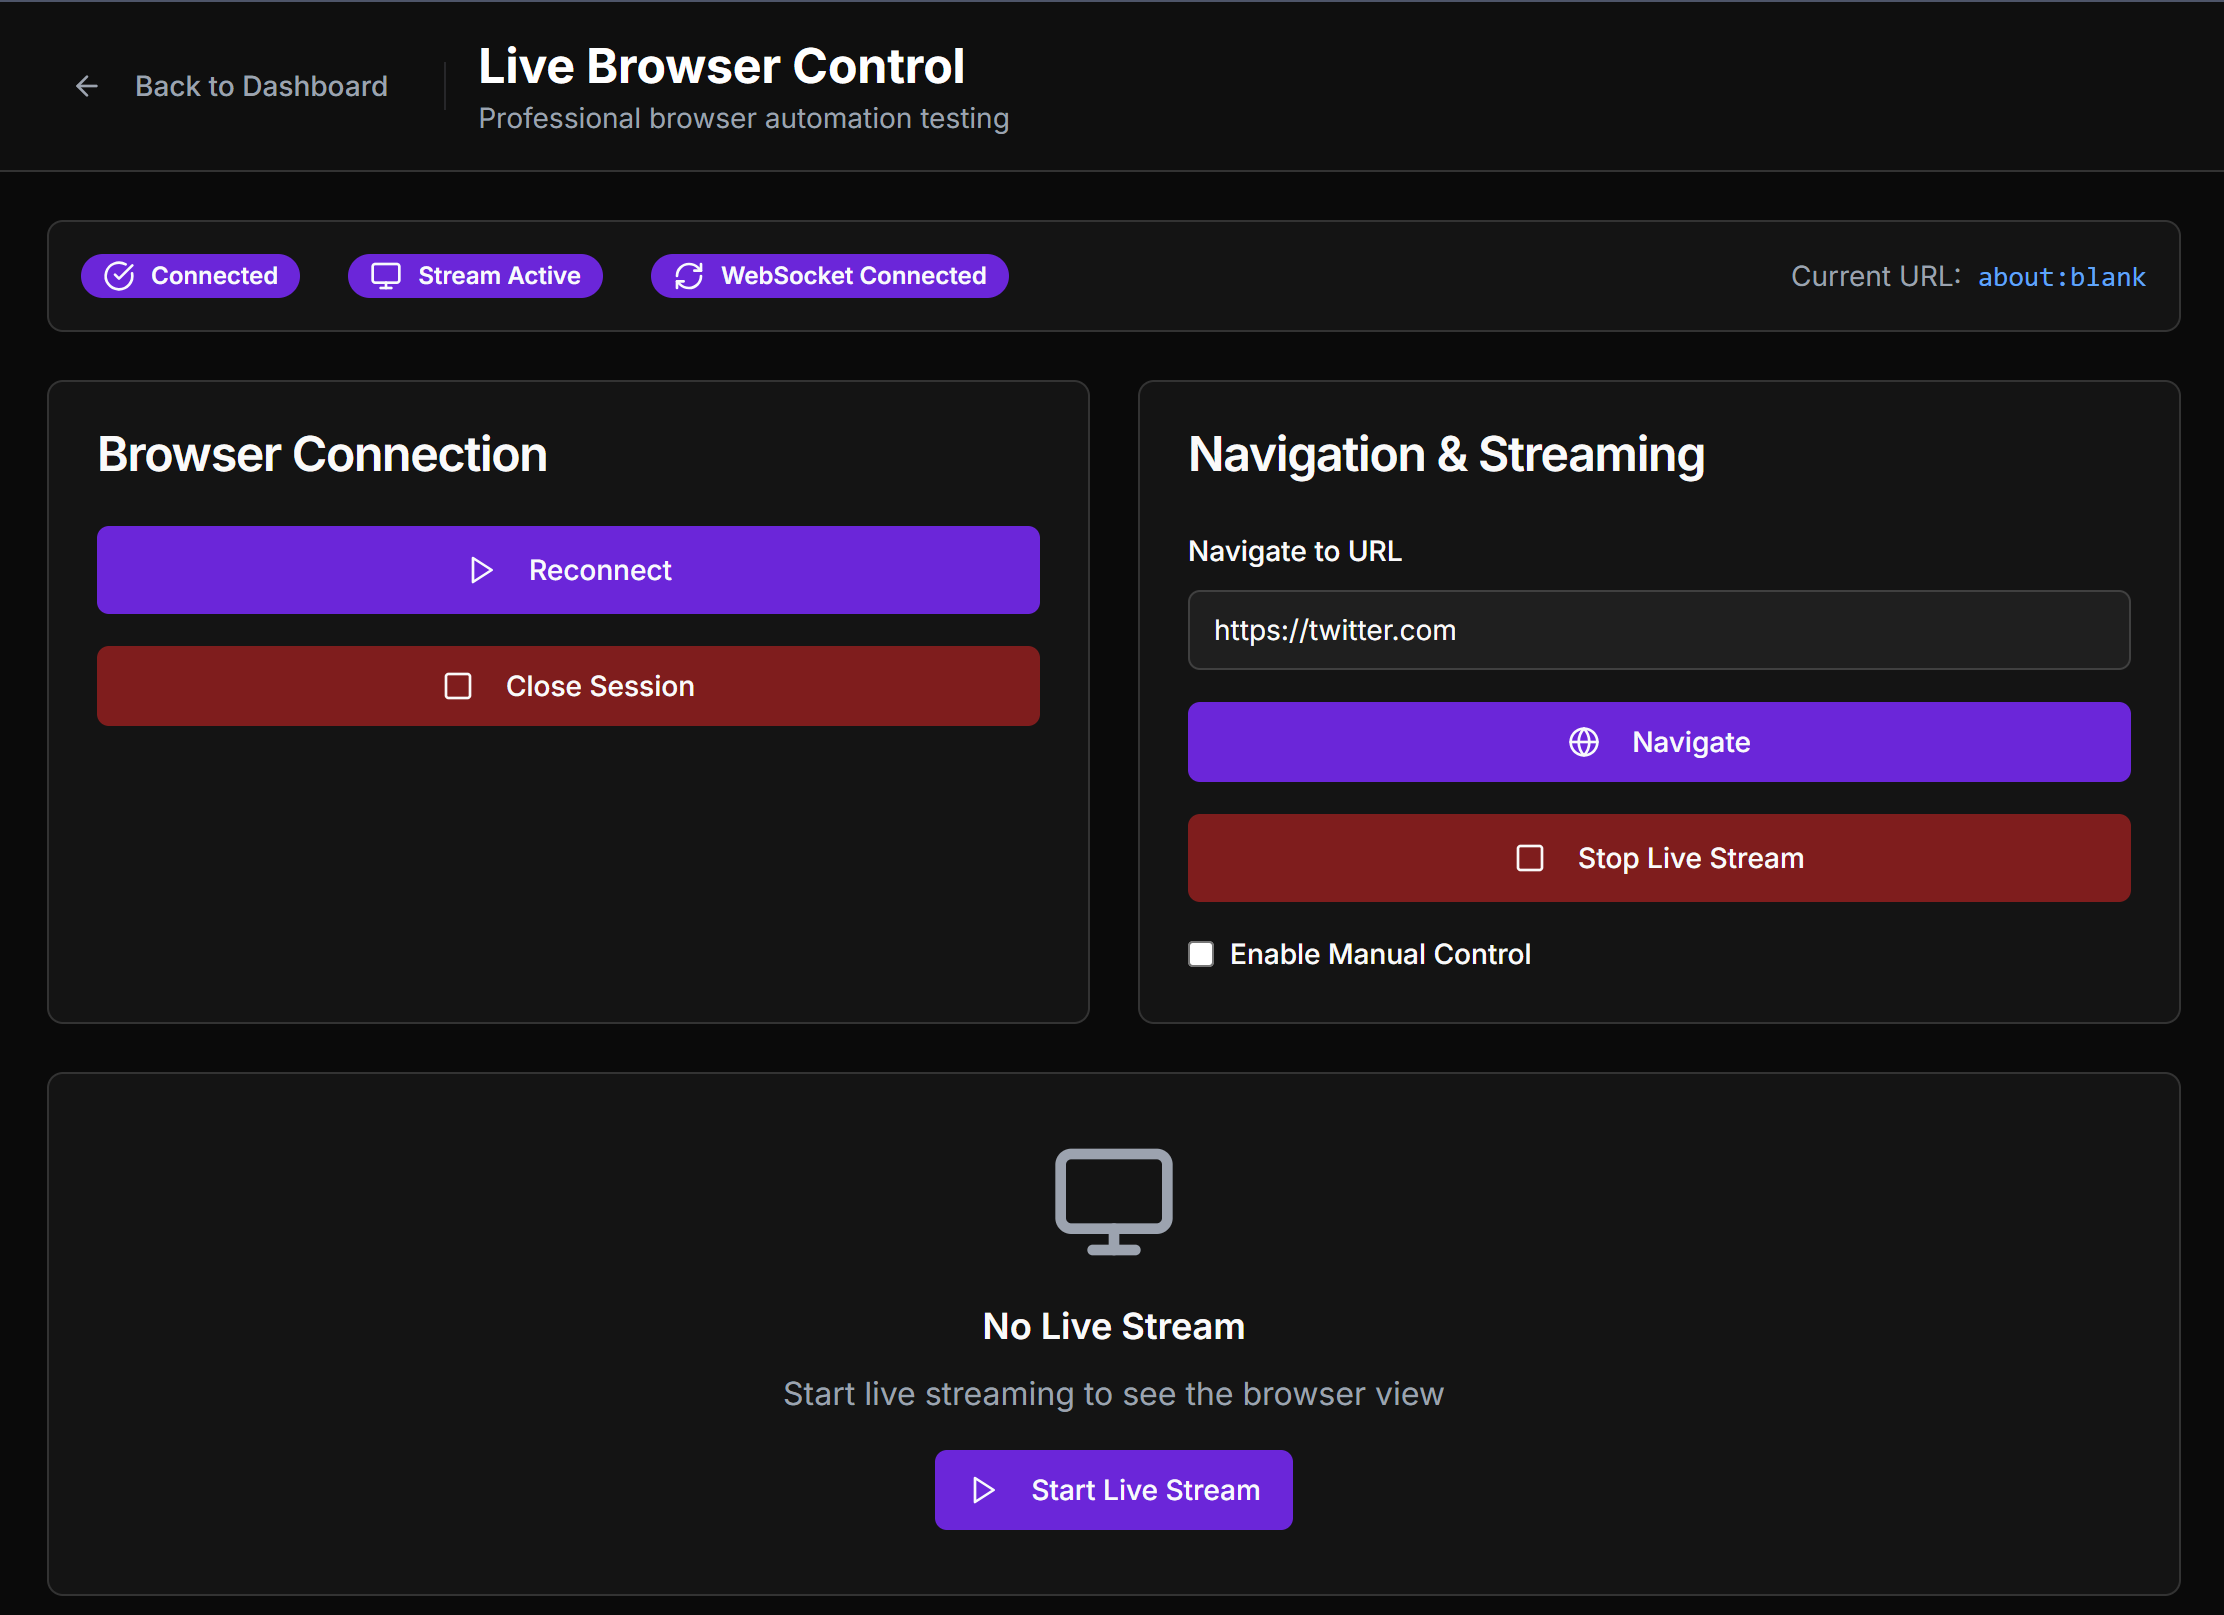 Back to Dashboard
Live Browser Control
Professional browser automation testing
Connected
Stream Active
WebSocket Connected
Current URL: about:blank
Browser Connection
Reconnect
Close Session
Navigation & Streaming
Navigate to URL
https://twitter.com
Navigate
Stop Live Stream
Enable Manual Control
No Live Stream
Start live streaming to see the browser view
Start Live Stream